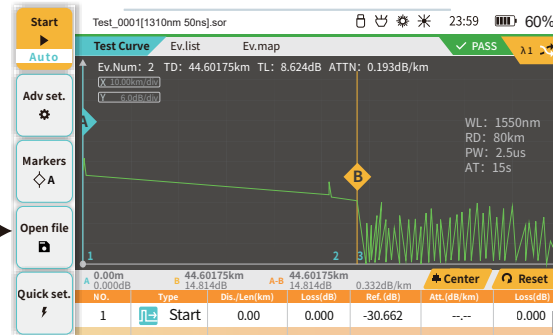 Start
Auto
Adv set.
Markers
A
Open file
Quick set.
Test_0001[1310nm 50ns].sor
23:59
60%
Test Curve
Ev.list
Ev.map
PASS
λ1
Ev.Num: 2 TD: 44.60175km TL: 8.624dB ATTN: 0.193dB/km
X 10.00km/div
Y 6.0dB/div
A
WL: 1550nm
RD: 80km
PW: 2.5us
AT: 15s
B
1
2
3
A 0.00m 0.000dB
B 44.60175km 14.814dB
A-B 44.60175km 14.814dB 0.332dB/km
Center
Reset
NO. Type Dis./Len(km) Loss(dB) Ref.(dB) Att.(dB/km) Loss(dB)
1 Start 0.00 0.000 -30.662 --.-- 0.000